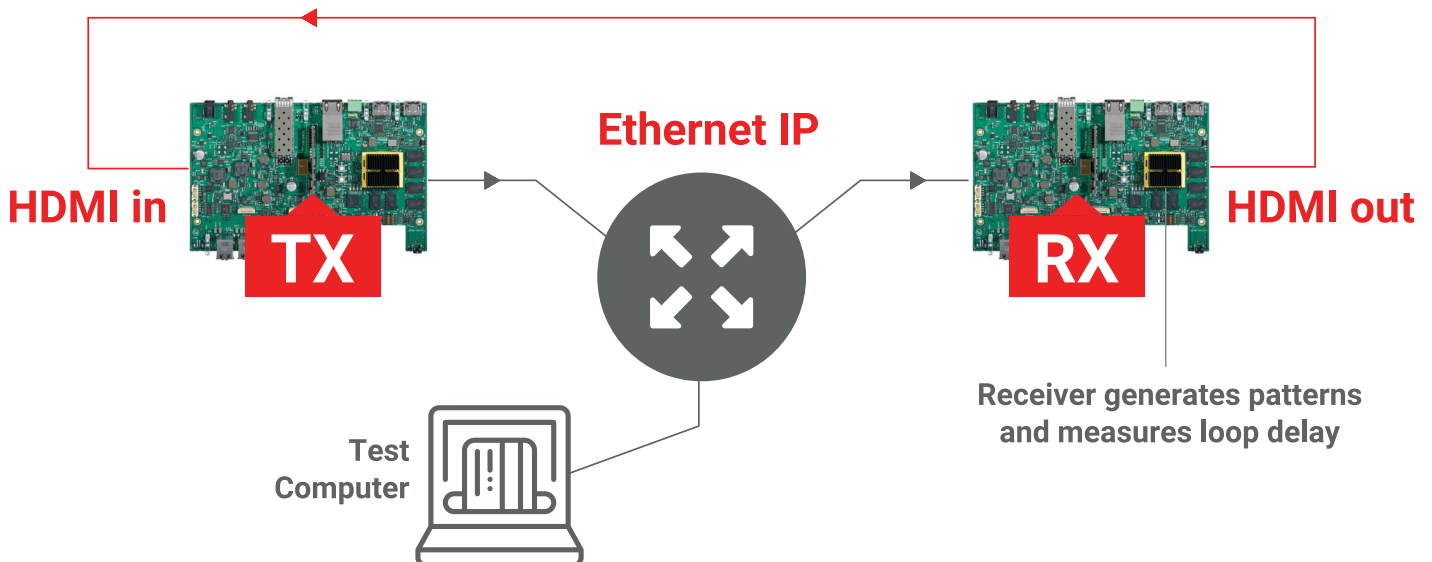 Ethernet IP
HDMI in
TX
RX
HDMI out
Receiver generates patterns
and measures loop delay
Test
Computer